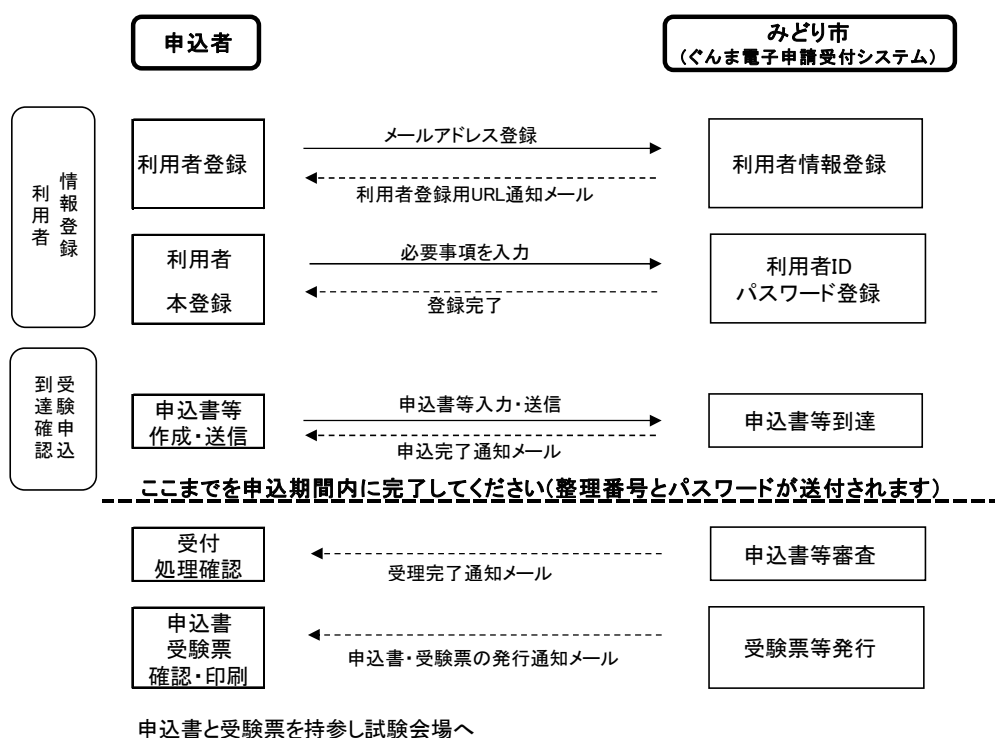 申込者
みどり市
(ぐんま電子申請受付システム)
利用者
情報登録
利用者登録
メールアドレス登録
利用者登録用URL通知メール
利用者情報登録
利用者
本登録
必要事項を入力
登録完了
利用者ID
パスワード登録
受験申込
到達確認
申込書等
作成・送信
申込書等入力・送信
申込完了通知メール
申込書等到達
ここまでを申込期間内に完了してください(整理番号とパスワードが送付されます)
受付
処理確認
受理完了通知メール
申込書等審査
申込書
受験票
確認・印刷
申込書・受験票の発行通知メール
受験票等発行
申込書と受験票を持参し試験会場へ